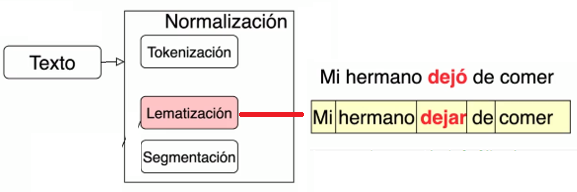 Normalización
Texto
Tokenización
Lematización
Segmentación
Mi hermano dejó de comer
Mi hermano dejar de comer